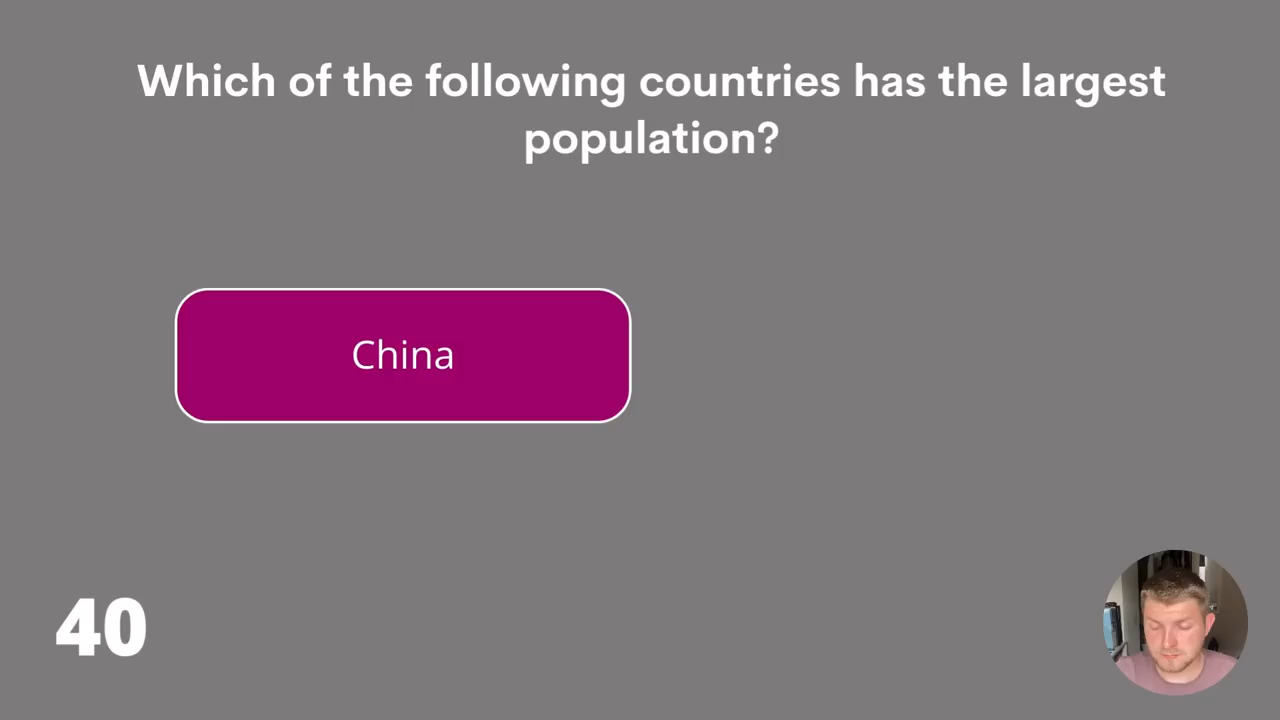 Which of the following countries has the largest
population?
China
40